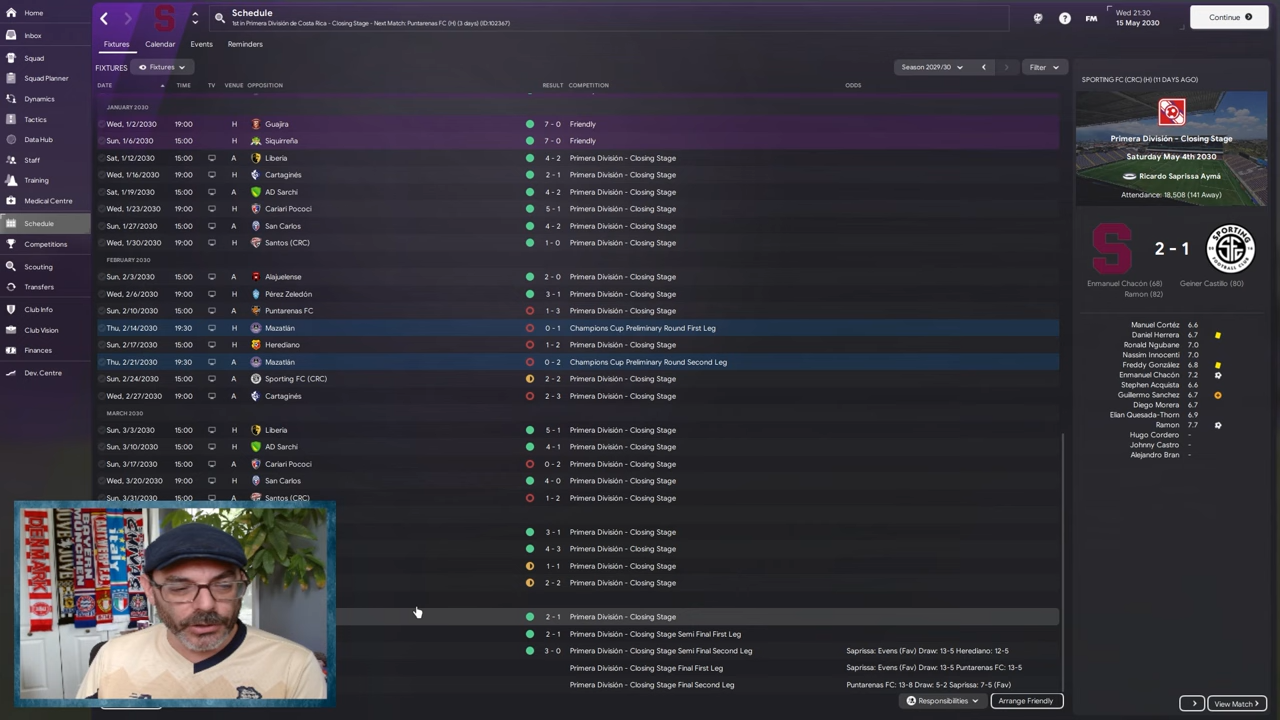 Home
Inbox
Squad
Squad Planner
Dynamics
Tactics
Data Hub
Staff
Training
Medical Centre
Schedule
Competitions
Scouting
Transfers
Club Info
Club Vision
Finances
Dev. Centre
Schedule
1st in Primera División de Costa Rica - Closing Stage - Next Match: Puntarenas FC (H) (3 days) (ID:102367)
FM Wed 21:30
15 May 2030
Continue
Fixtures Calendar Events Reminders
FIXTURES Fixtures Season 2029/30 Filter
DATE TIME TV VENUE OPPOSITION RESULT COMPETITION ODDS
JANUARY 2030
Wed, 1/2/2030 19:00 H Guajira 7 - 0 Friendly
Sun, 1/6/2030 15:00 H Siquirreña 7 - 0 Friendly
Sat, 1/12/2030 15:00 A Liberia 4 - 2 Primera División - Closing Stage
Wed, 1/16/2030 19:00 H Cartaginés 2 - 1 Primera División - Closing Stage
Sat, 1/19/2030 15:00 A AD Sarchi 4 - 2 Primera División - Closing Stage
Wed, 1/23/2030 19:00 H Cariari Pococi 5 - 1 Primera División - Closing Stage
Sun, 1/27/2030 15:00 A San Carlos 4 - 2 Primera División - Closing Stage
Wed, 1/30/2030 19:00 H Santos (CRC) 1 - 0 Primera División - Closing Stage
FEBRUARY 2030
Sun, 2/3/2030 15:00 A Alajuelense 2 - 0 Primera División - Closing Stage
Wed, 2/6/2030 19:00 H Pérez Zeledón 3 - 1 Primera División - Closing Stage
Sun, 2/10/2030 15:00 A Puntarenas FC 1 - 3 Primera División - Closing Stage
Thu, 2/14/2030 19:30 H Mazatlán 0 - 1 Champions Cup Preliminary Round First Leg
Sun, 2/17/2030 15:00 H Herediano 1 - 2 Primera División - Closing Stage
Thu, 2/21/2030 19:30 A Mazatlán 0 - 2 Champions Cup Preliminary Round Second Leg
Sun, 2/24/2030 15:00 A Sporting FC (CRC) 2 - 2 Primera División - Closing Stage
Wed, 2/27/2030 19:00 A Cartaginés 2 - 3 Primera División - Closing Stage
MARCH 2030
Sun, 3/3/2030 15:00 H Liberia 5 - 1 Primera División - Closing Stage
Sun, 3/10/2030 15:00 H AD Sarchi 4 - 1 Primera División - Closing Stage
Sun, 3/17/2030 15:00 A Cariari Pococi 0 - 2 Primera División - Closing Stage
Wed, 3/20/2030 19:00 H San Carlos 4 - 0 Primera División - Closing Stage
Sun, 3/31/2030 15:00 A Santos (CRC) 1 - 2 Primera División - Closing Stage
3 - 1 Primera División - Closing Stage
4 - 3 Primera División - Closing Stage
1 - 1 Primera División - Closing Stage
2 - 2 Primera División - Closing Stage
2 - 1 Primera División - Closing Stage
2 - 1 Primera División - Closing Stage Semi Final First Leg
3 - 0 Primera División - Closing Stage Semi Final Second Leg Saprissa: Evens (Fav) Draw: 13-5 Herediano: 12-5
Primera División - Closing Stage Final First Leg Saprissa: Evens (Fav) Draw: 13-5 Puntarenas FC: 13-5
Primera División - Closing Stage Final Second Leg Puntarenas FC: 13-8 Draw: 5-2 Saprissa: 7-5 (Fav)
Responsibilities Arrange Friendly
SPORTING FC (CRC) (H) (11 DAYS AGO)
Primera División - Closing Stage
Saturday May 4th 2030
Ricardo Saprissa Aymá
Attendance: 18,508 (141 Away)
S 2 - 1 SPORTING
FOOTBALL CLUB
Enmanuel Chacón (68) Geiner Castillo (80)
Ramon (82)
Manuel Cortéz 6.6
Daniel Herrera 6.7
Ronald Ngubane 7.0
Nassim Innocenti 7.0
Freddy González 6.8
Enmanuel Chacón 7.2
Stephen Acquista 6.6
Guillermo Sanchez 6.7
Diego Morera 6.7
Elian Quesada-Thorn 6.9
Ramon 7.7
Hugo Cordero -
Johnny Castro -
Alejandro Bran -
View Match
DENMARK
JUVE
BAYERN
MÜNCHEN
italy